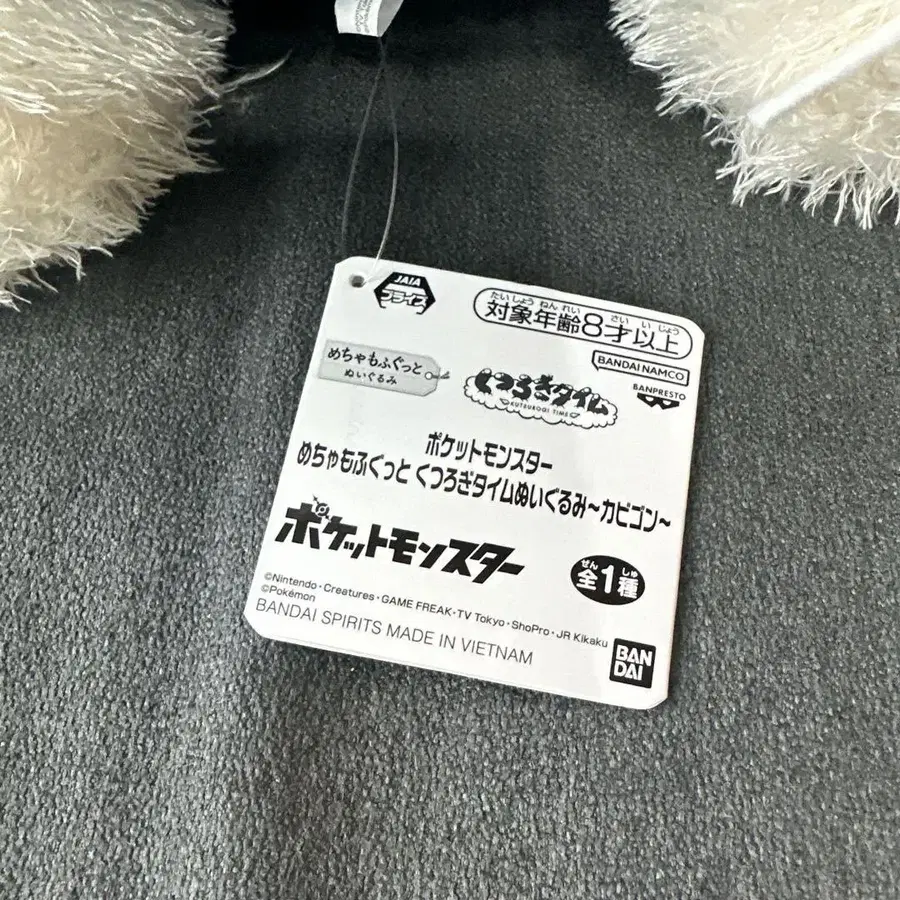 JAIA
プライズ
たいしょうねんれい さいいじょう
対象年齢8才以上
めちゃもふぐっと
ぬいぐるみ
くつろぎタイム
KUTSUROGI TIME
BANDAI NAMCO
BANPRESTO
ポケットモンスター
めちゃもふぐっと くつろぎタイムぬいぐるみ～カビゴン～
ポケットモンスター
ぜん しゅ
全1種
©Nintendo・Creatures・GAME FREAK・TV Tokyo・ShoPro・JR Kikaku
©Pokémon
BANDAI SPIRITS MADE IN VIETNAM
BAN
DAI